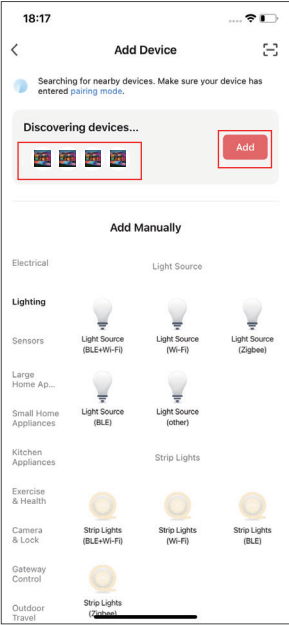 18:17
Add Device
Searching for nearby devices. Make sure your device has
entered pairing mode.
Discovering devices...
Add
Add Manually
Electrical
Light Source
Lighting
Light Source
(BLE+Wi-Fi)
Light Source
(Wi-Fi)
Light Source
(Zigbee)
Sensors
Large
Home Ap...
Light Source
(BLE)
Light Source
(other)
Small Home
Appliances
Kitchen
Appliances
Strip Lights
Exercise
& Health
Strip Lights
(BLE+Wi-Fi)
Strip Lights
(Wi-Fi)
Strip Lights
(BLE)
Camera
& Lock
Gateway
Control
Strip Lights
(Zigbee)
Outdoor
Travel